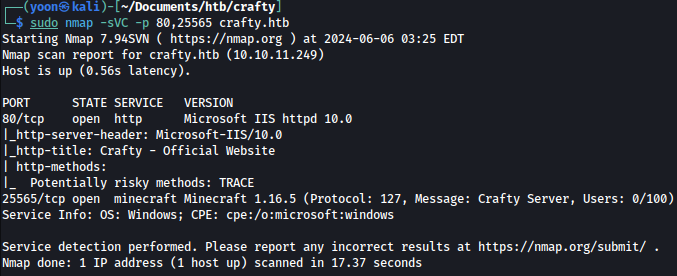 (yoon㉿kali)-[~/Documents/htb/crafty]
$ sudo nmap -sVC -p 80,25565 crafty.htb
Starting Nmap 7.94SVN ( https://nmap.org ) at 2024-06-06 03:25 EDT
Nmap scan report for crafty.htb (10.10.11.249)
Host is up (0.56s latency).

PORT      STATE SERVICE   VERSION
80/tcp    open  http      Microsoft IIS httpd 10.0
|_http-server-header: Microsoft-IIS/10.0
|_http-title: Crafty - Official Website
| http-methods:
|_  Potentially risky methods: TRACE
25565/tcp open  minecraft Minecraft 1.16.5 (Protocol: 127, Message: Crafty Server, Users: 0/100)
Service Info: OS: Windows; CPE: cpe:/o:microsoft:windows

Service detection performed. Please report any incorrect results at https://nmap.org/submit/ .
Nmap done: 1 IP address (1 host up) scanned in 17.37 seconds